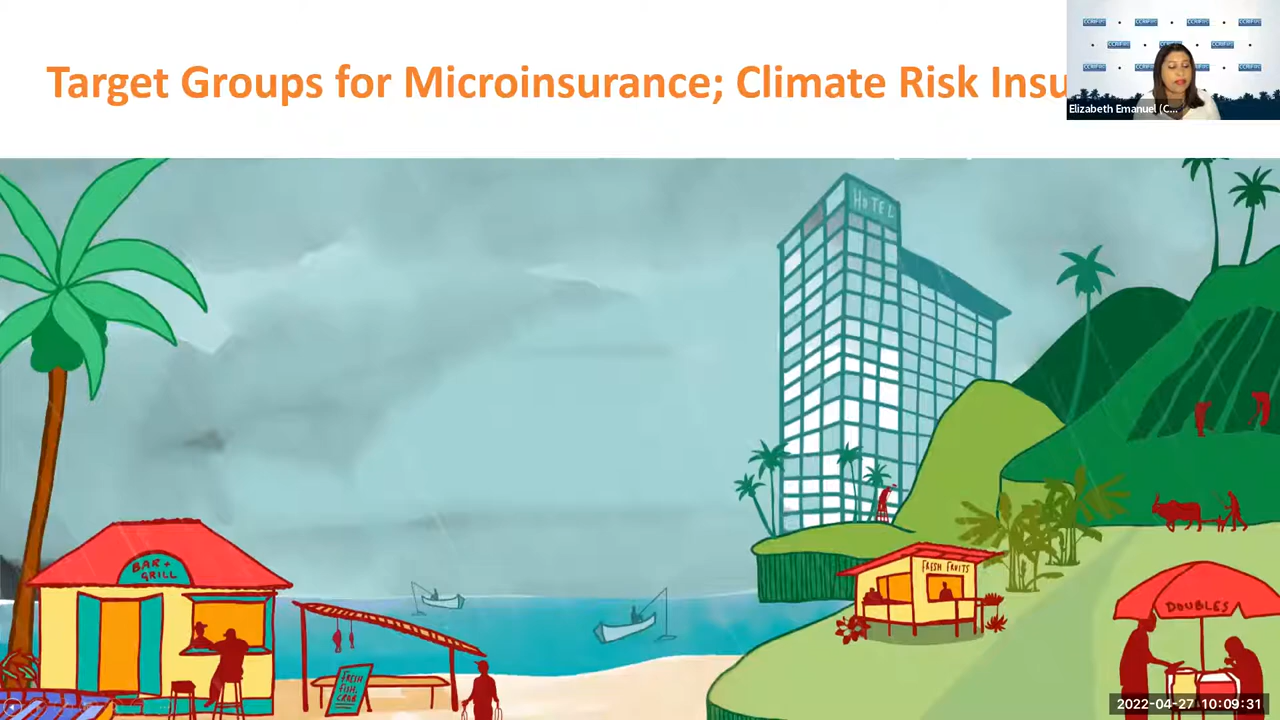 Target Groups for Microinsurance; Climate Risk Insu
Elizabeth Emanuel (C...
HOTEL
BAR +
GRILL
FRESH FRUITS
DOUBLES
FRESH
FISH,
CRAB
2022-04-27 10:09:31